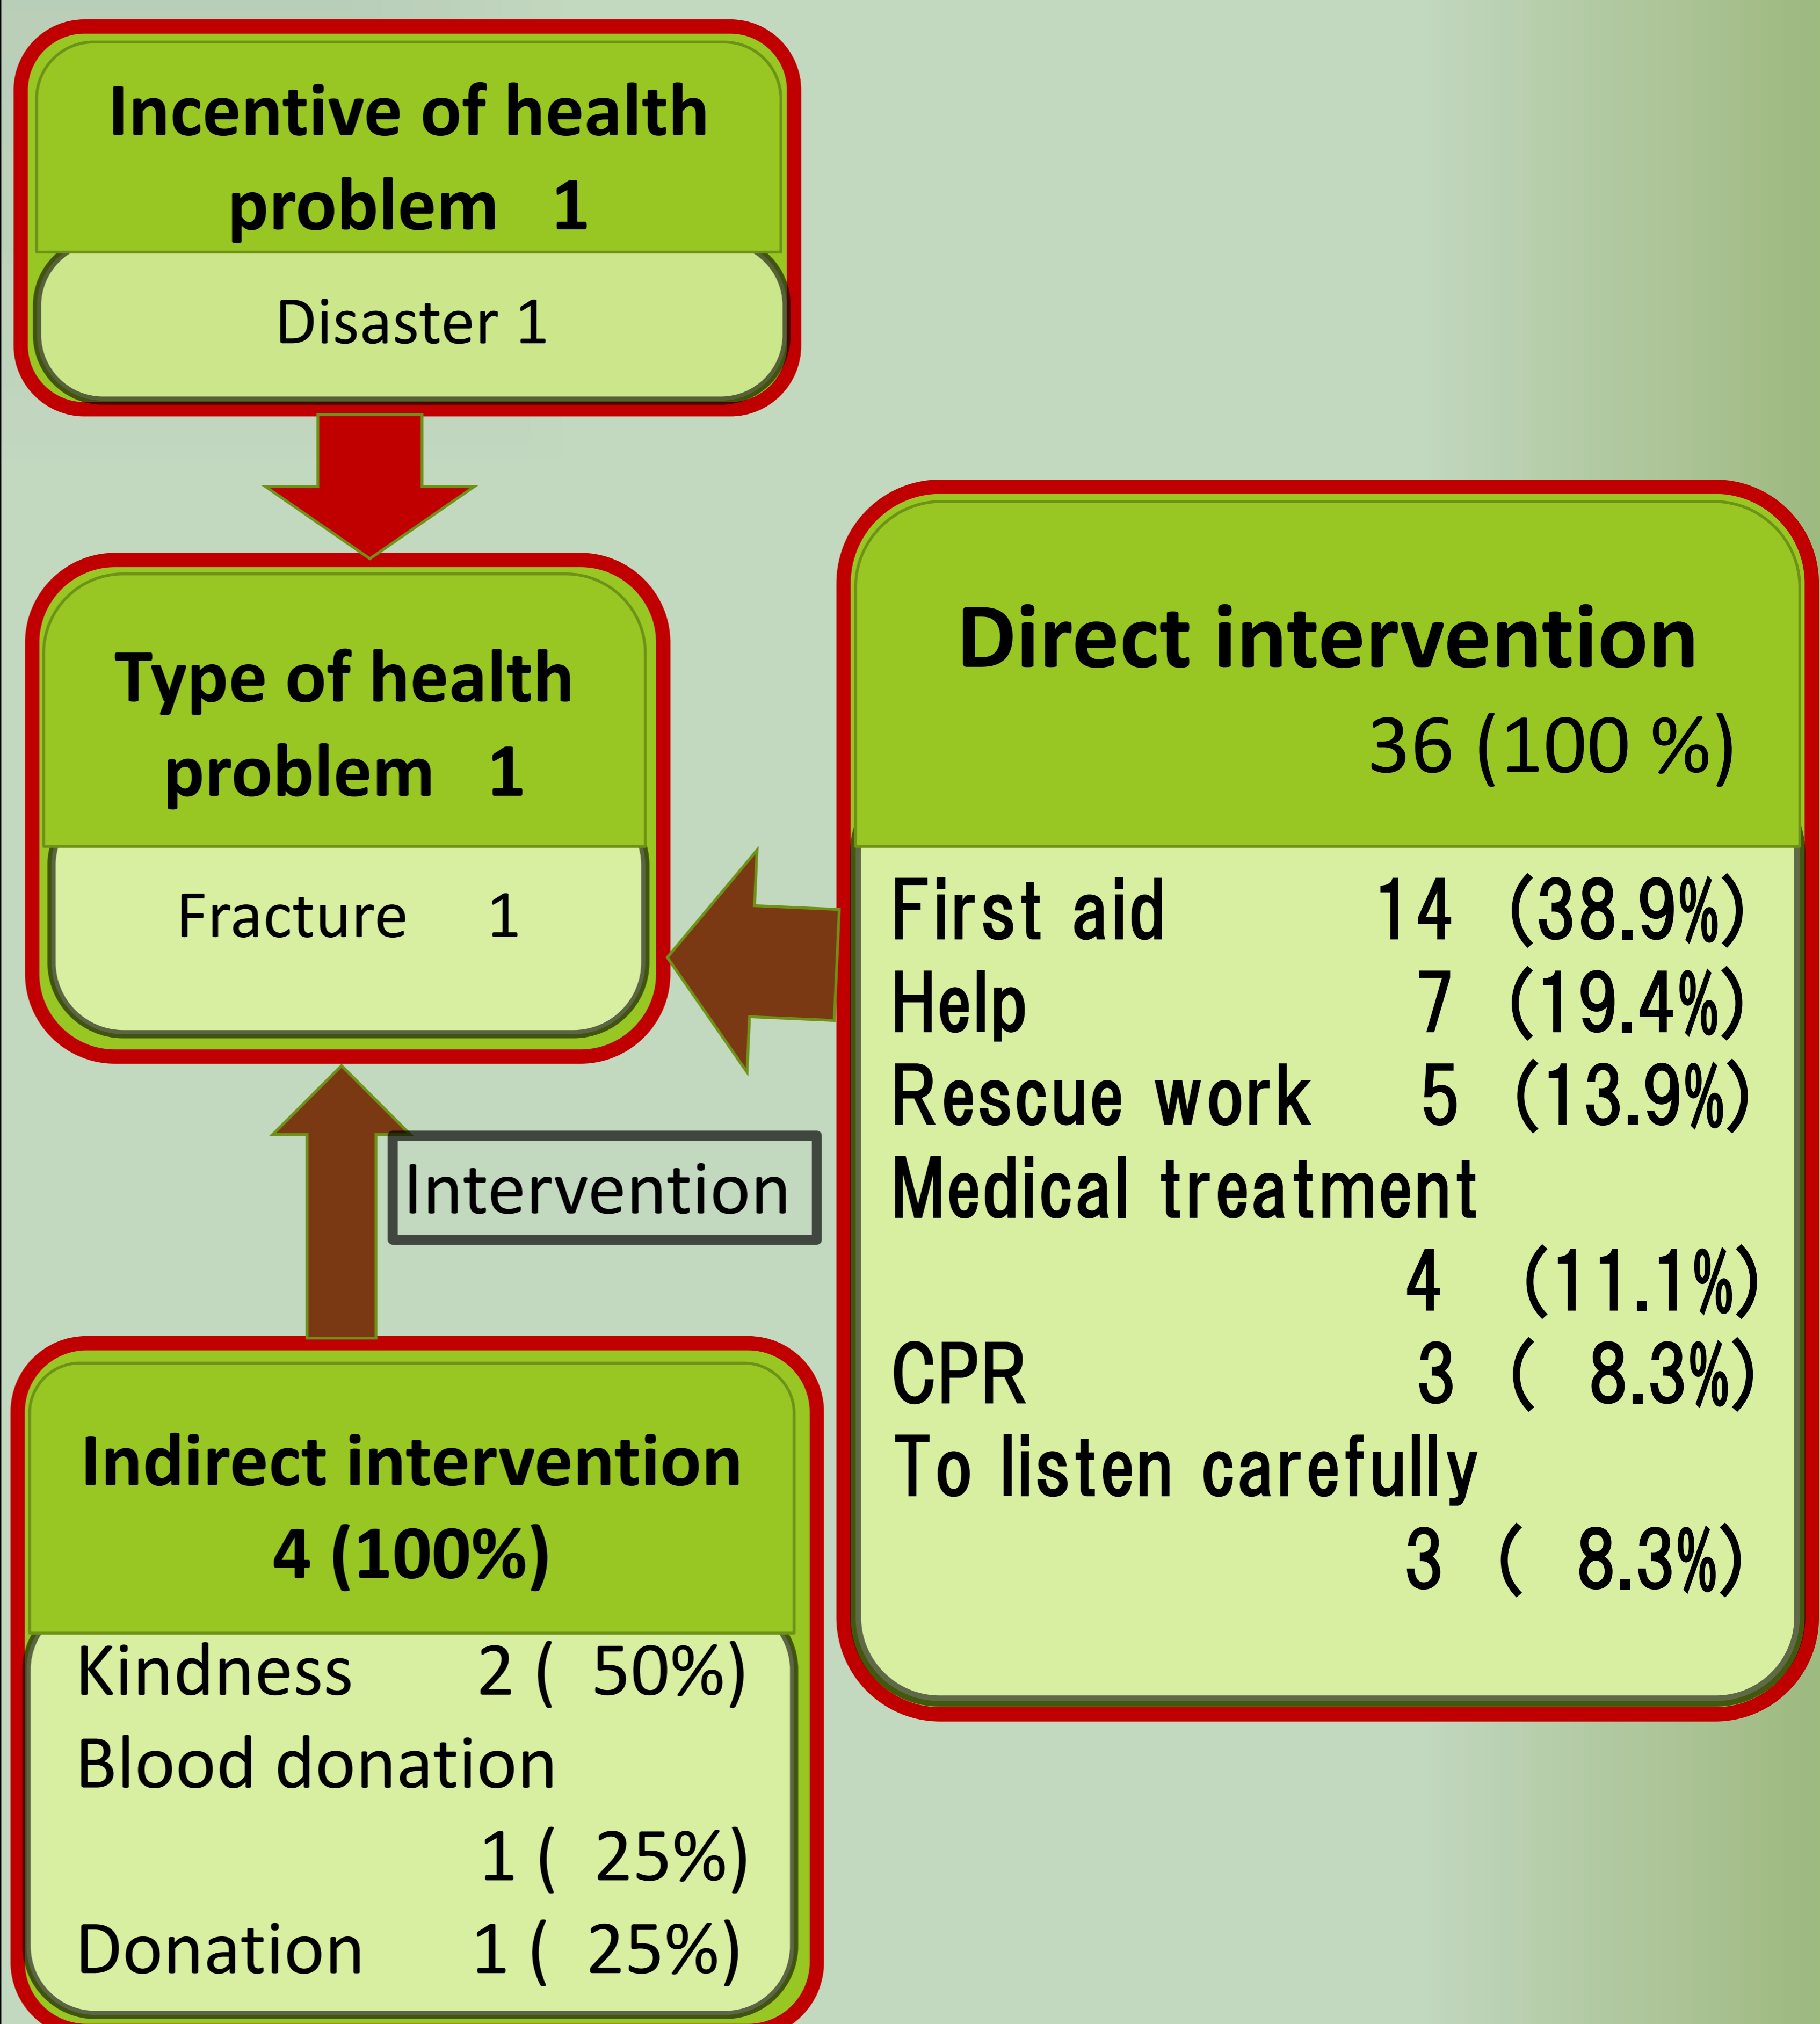 Incentive of health
problem 1
Disaster 1
Type of health
problem 1
Fracture 1
Intervention
Indirect intervention
4 (100%)
Kindness 2 ( 50%)
Blood donation
1 ( 25%)
Donation 1 ( 25%)
Direct intervention
36 (100 %)
First aid 14 (38.9%)
Help 7 (19.4%)
Rescue work 5 (13.9%)
Medical treatment
4 (11.1%)
CPR 3 ( 8.3%)
To listen carefully
3 ( 8.3%)